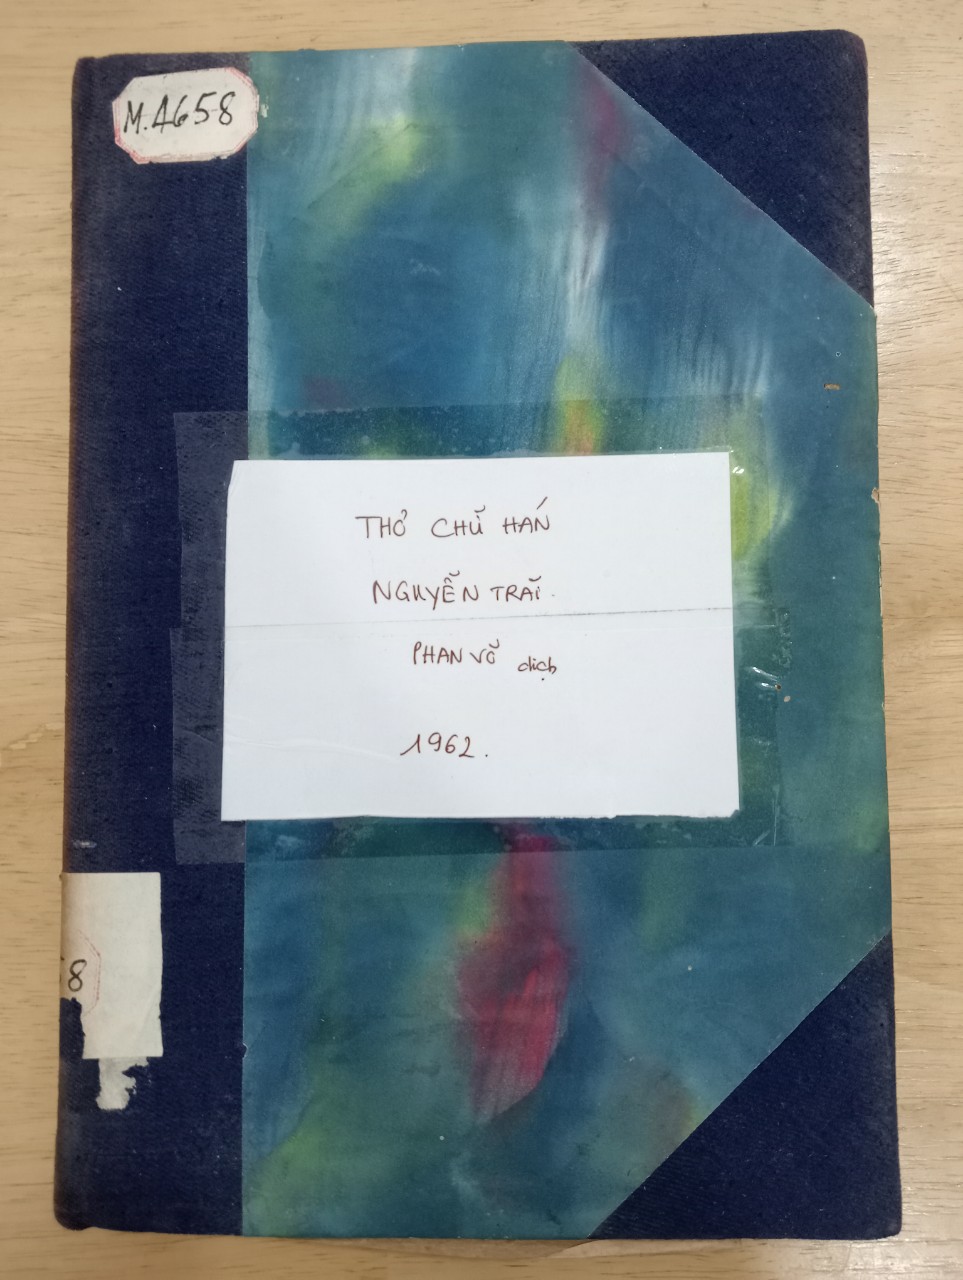 M.4658
THƠ CHỮ HÁN
NGUYỄN TRÃI.
PHAN VÕ dịch
1962.
8